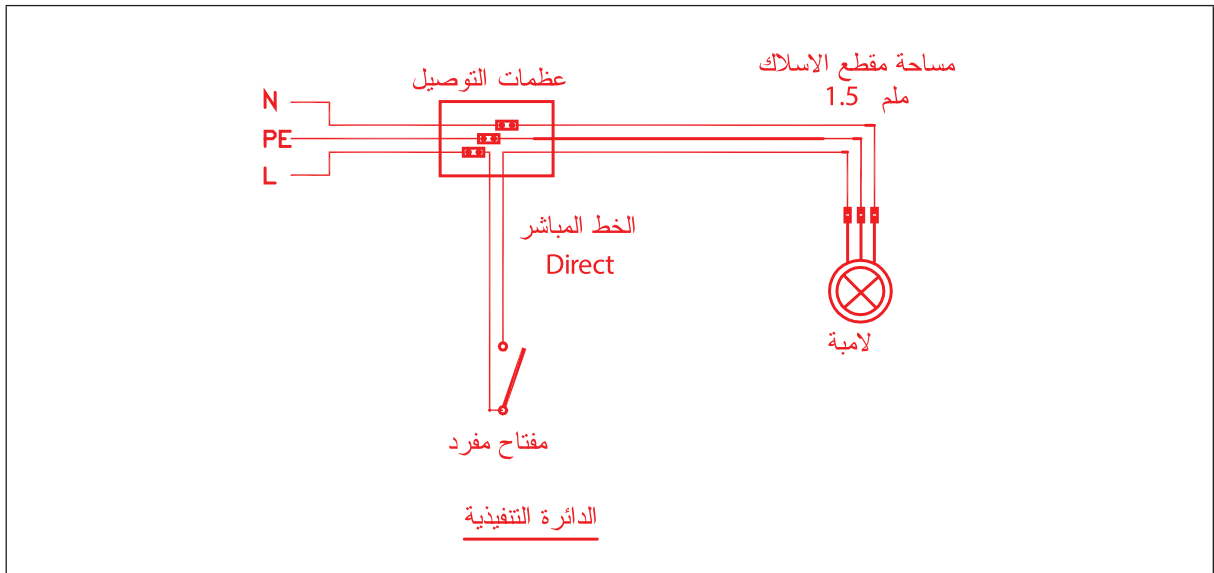 مساحة مقطع الاسلاك
ملم 1.5
عظمات التوصيل
N
PE
L
الخط المباشر
Direct
لامبة
مفتاح مفرد
الدائرة التنفيذية